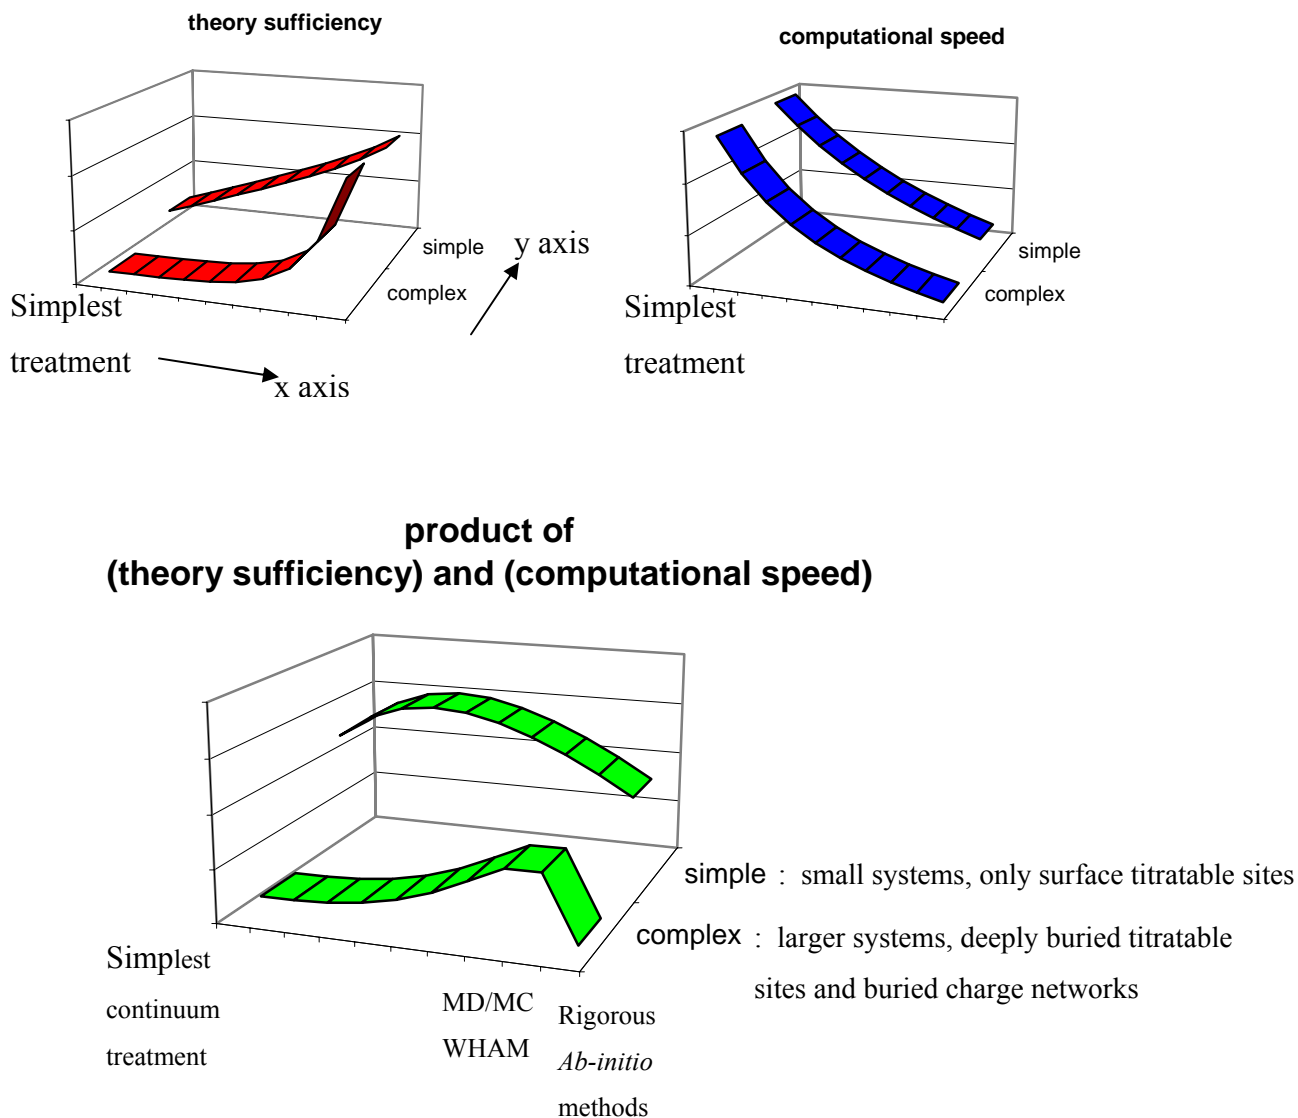 theory sufficiency
computational speed
simple
y axis
complex
Simplest
treatment
x axis
simple
complex
Simplest
treatment
product of
(theory sufficiency) and (computational speed)
simple : small systems, only surface titratable sites
complex : larger systems, deeply buried titratable
sites and buried charge networks
Simplest
continuum
treatment
MD/MC
WHAM
Rigorous
Ab-initio
methods